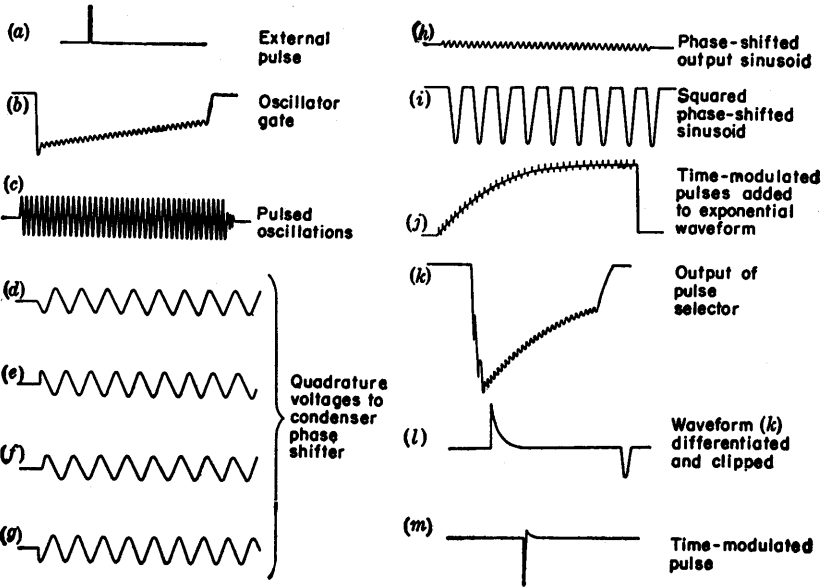 (a)
External
pulse
(b)
Oscillator
gate
(c)
Pulsed
oscillations
(d)
(e)
(f)
(g)
Quadrature
voltages to
condenser
phase
shifter
(h)
Phase-shifted
output sinusoid
(i)
Squared
phase-shifted
sinusoid
(j)
Time-modulated
pulses added
to exponential
waveform
(k)
Output of
pulse
selector
(l)
Waveform (k)
differentiated
and clipped
(m)
Time-modulated
pulse